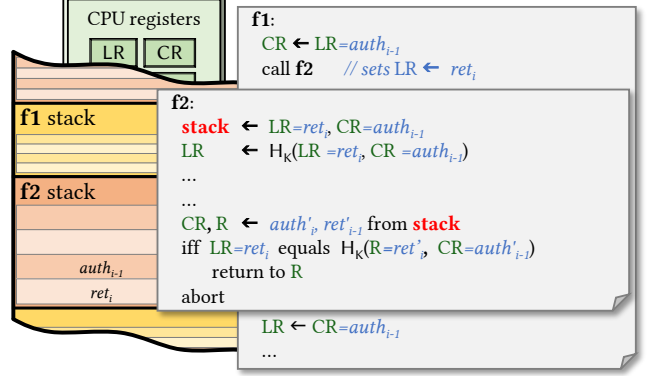 CPU registers
LR CR
f1 stack
f2 stack
auth_{i-1}
ret_i
f1:
CR ← LR=auth_{i-1}
call f2 // sets LR ← ret_i
f2:
stack ← LR=ret_i, CR=auth_{i-1}
LR ← H_K(LR =ret_i, CR =auth_{i-1})
...
...
CR, R ← auth'_i, ret'_{i-1} from stack
iff LR=ret_i equals H_K(R=ret'_i, CR=auth'_{i-1})
return to R
abort
LR ← CR=auth_{i-1}
...